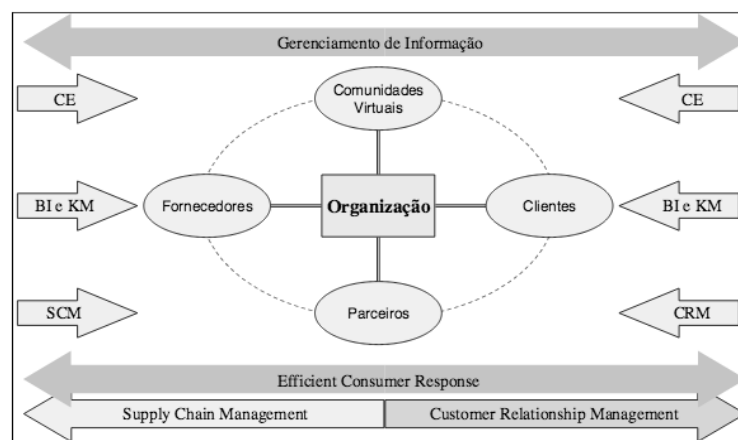 Gerenciamento de Informação
Comunidades
Virtuais
CE
CE
BI e KM
Fornecedores
Organização
Clientes
BI e KM
SCM
Parceiros
CRM
Efficient Consumer Response
Supply Chain Management
Customer Relationship Management